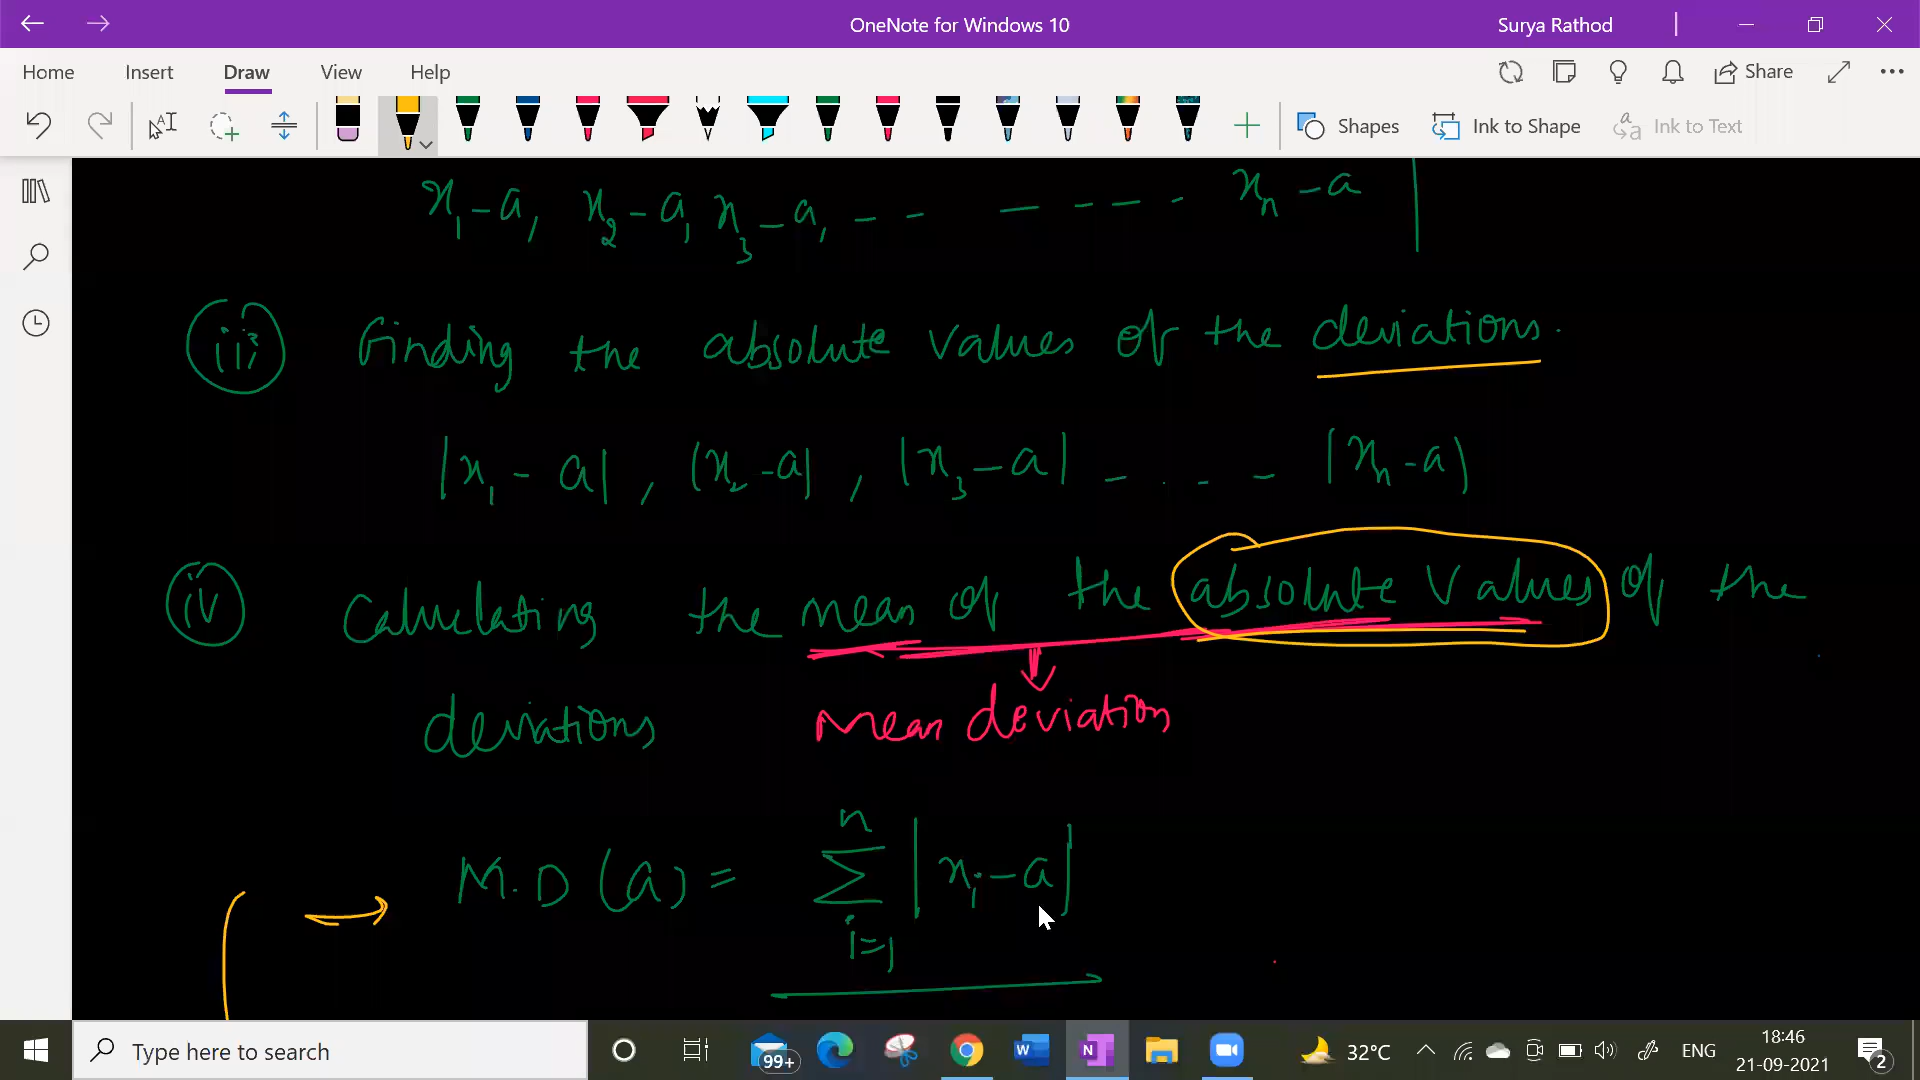 OneNote for Windows 10
Surya Rathod
Home Insert Draw View Help
Share
Shapes Ink to Shape Ink to Text
x₁-a, x₂-a, x₃-a, -- — ---- xₙ-a
iii) Finding the absolute values of the deviations.
|x₁-a|, |x₂-a|, |x₃-a| - . . - |xₙ-a|
iv Calculating the mean of the absolute values of the
deviations
Mean deviation
n
M.D (a) = ∑ |xᵢ-a|
i=1
Type here to search
99+
32°C
ENG
18:46
21-09-2021
2